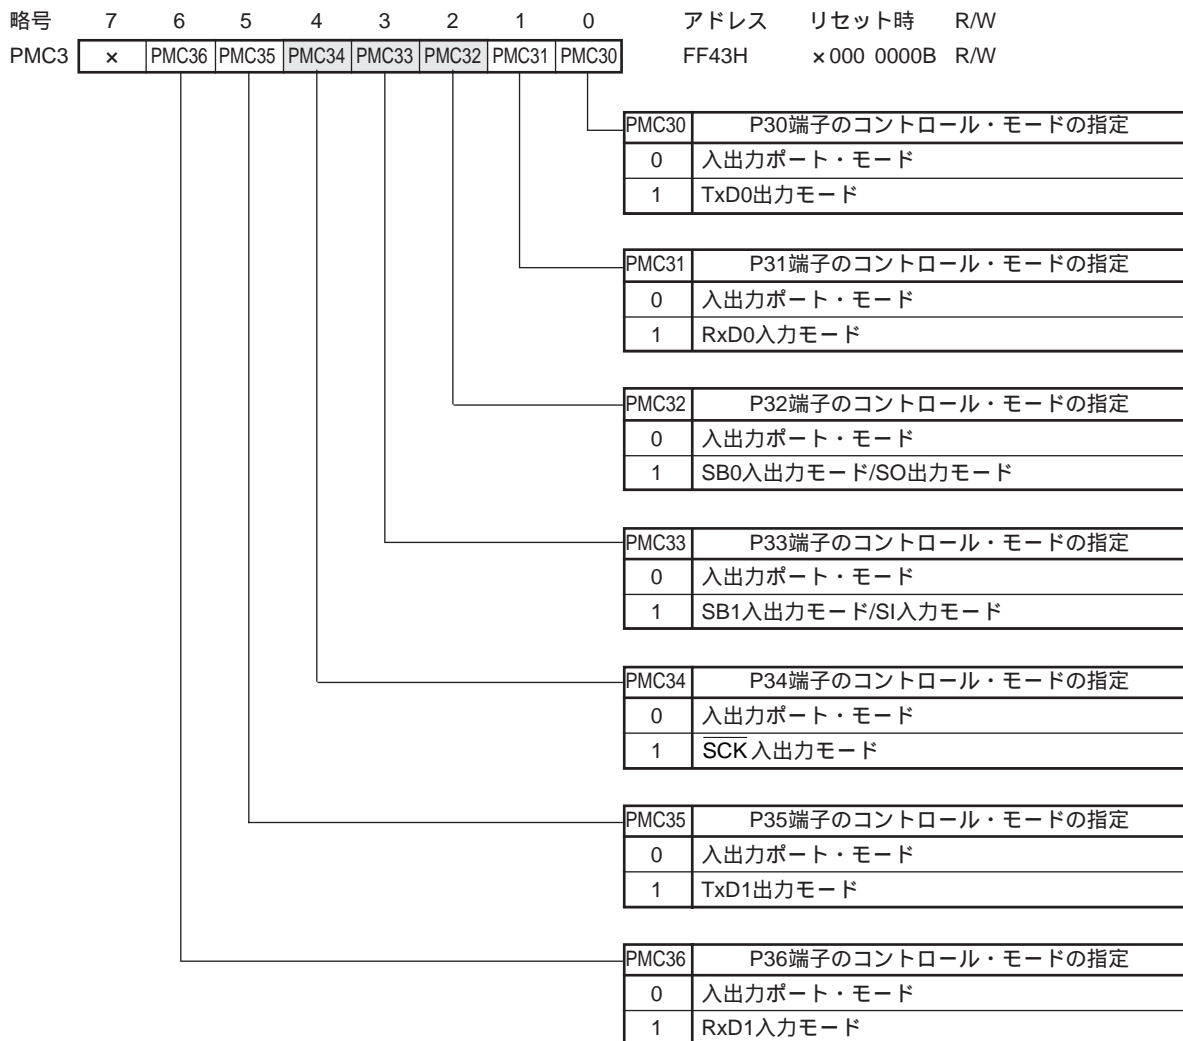 略号 7 6 5 4 3 2 1 0 アドレス リセット時 R/W
PMC3 × PMC36 PMC35 PMC34 PMC33 PMC32 PMC31 PMC30 FF43H ×000 0000B R/W
PMC30 P30端子のコントロール・モードの指定
0 入出力ポート・モード
1 TxD0出力モード
PMC31 P31端子のコントロール・モードの指定
0 入出力ポート・モード
1 RxD0入力モード
PMC32 P32端子のコントロール・モードの指定
0 入出力ポート・モード
1 SB0入出力モード/SO出力モード
PMC33 P33端子のコントロール・モードの指定
0 入出力ポート・モード
1 SB1入出力モード/SI入力モード
PMC34 P34端子のコントロール・モードの指定
0 入出力ポート・モード
1 S̅C̅K̅入出力モード
PMC35 P35端子のコントロール・モードの指定
0 入出力ポート・モード
1 TxD1出力モード
PMC36 P36端子のコントロール・モードの指定
0 入出力ポート・モード
1 RxD1入力モード